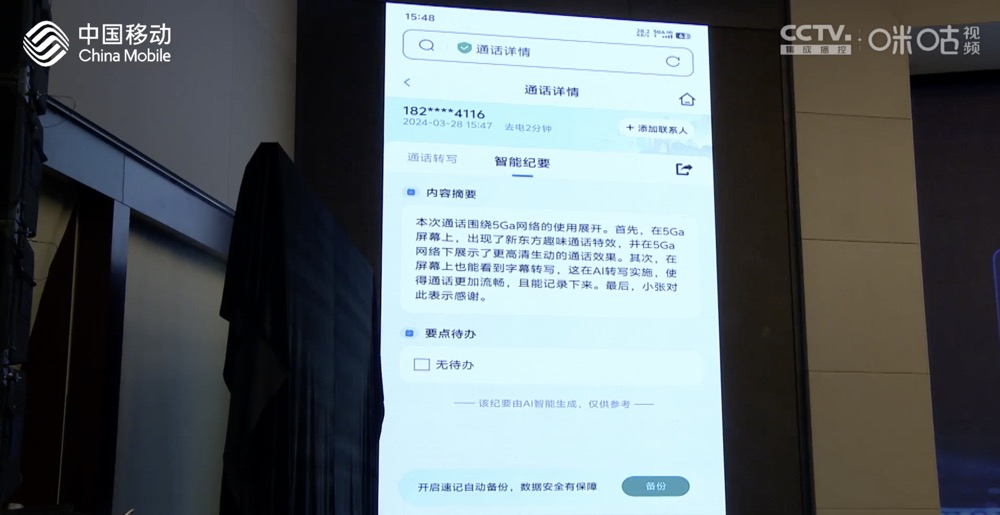 中国移动
China Mobile
CCTV
集成播控
咪咕视频
15:48
通话详情
通话详情
182****4116
2024-03-28 15:47 去电2分钟
+ 添加联系人
通话转写 智能纪要
内容摘要
本次通话围绕5Ga网络的使用展开。首先，在5Ga
屏幕上，出现了新东方趣味通话特效，并在5Ga
网络下展示了更高清生动的通话效果。其次，在
屏幕上也能看到字幕转写，这在AI转写实施，使
得通话更加流畅，且能记录下来。最后，小张对
此表示感谢。
要点待办
无待办
该纪要由AI智能生成，仅供参考
开启速记自动备份，数据安全有保障 备份